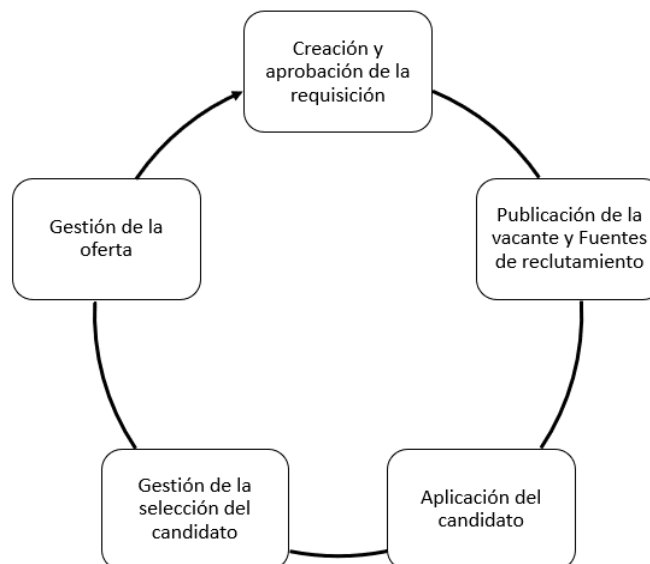 Creación y
aprobación de la
requisición
Publicación de la
vacante y Fuentes
de reclutamiento
Aplicación del
candidato
Gestión de la
selección del
candidato
Gestión de la
oferta